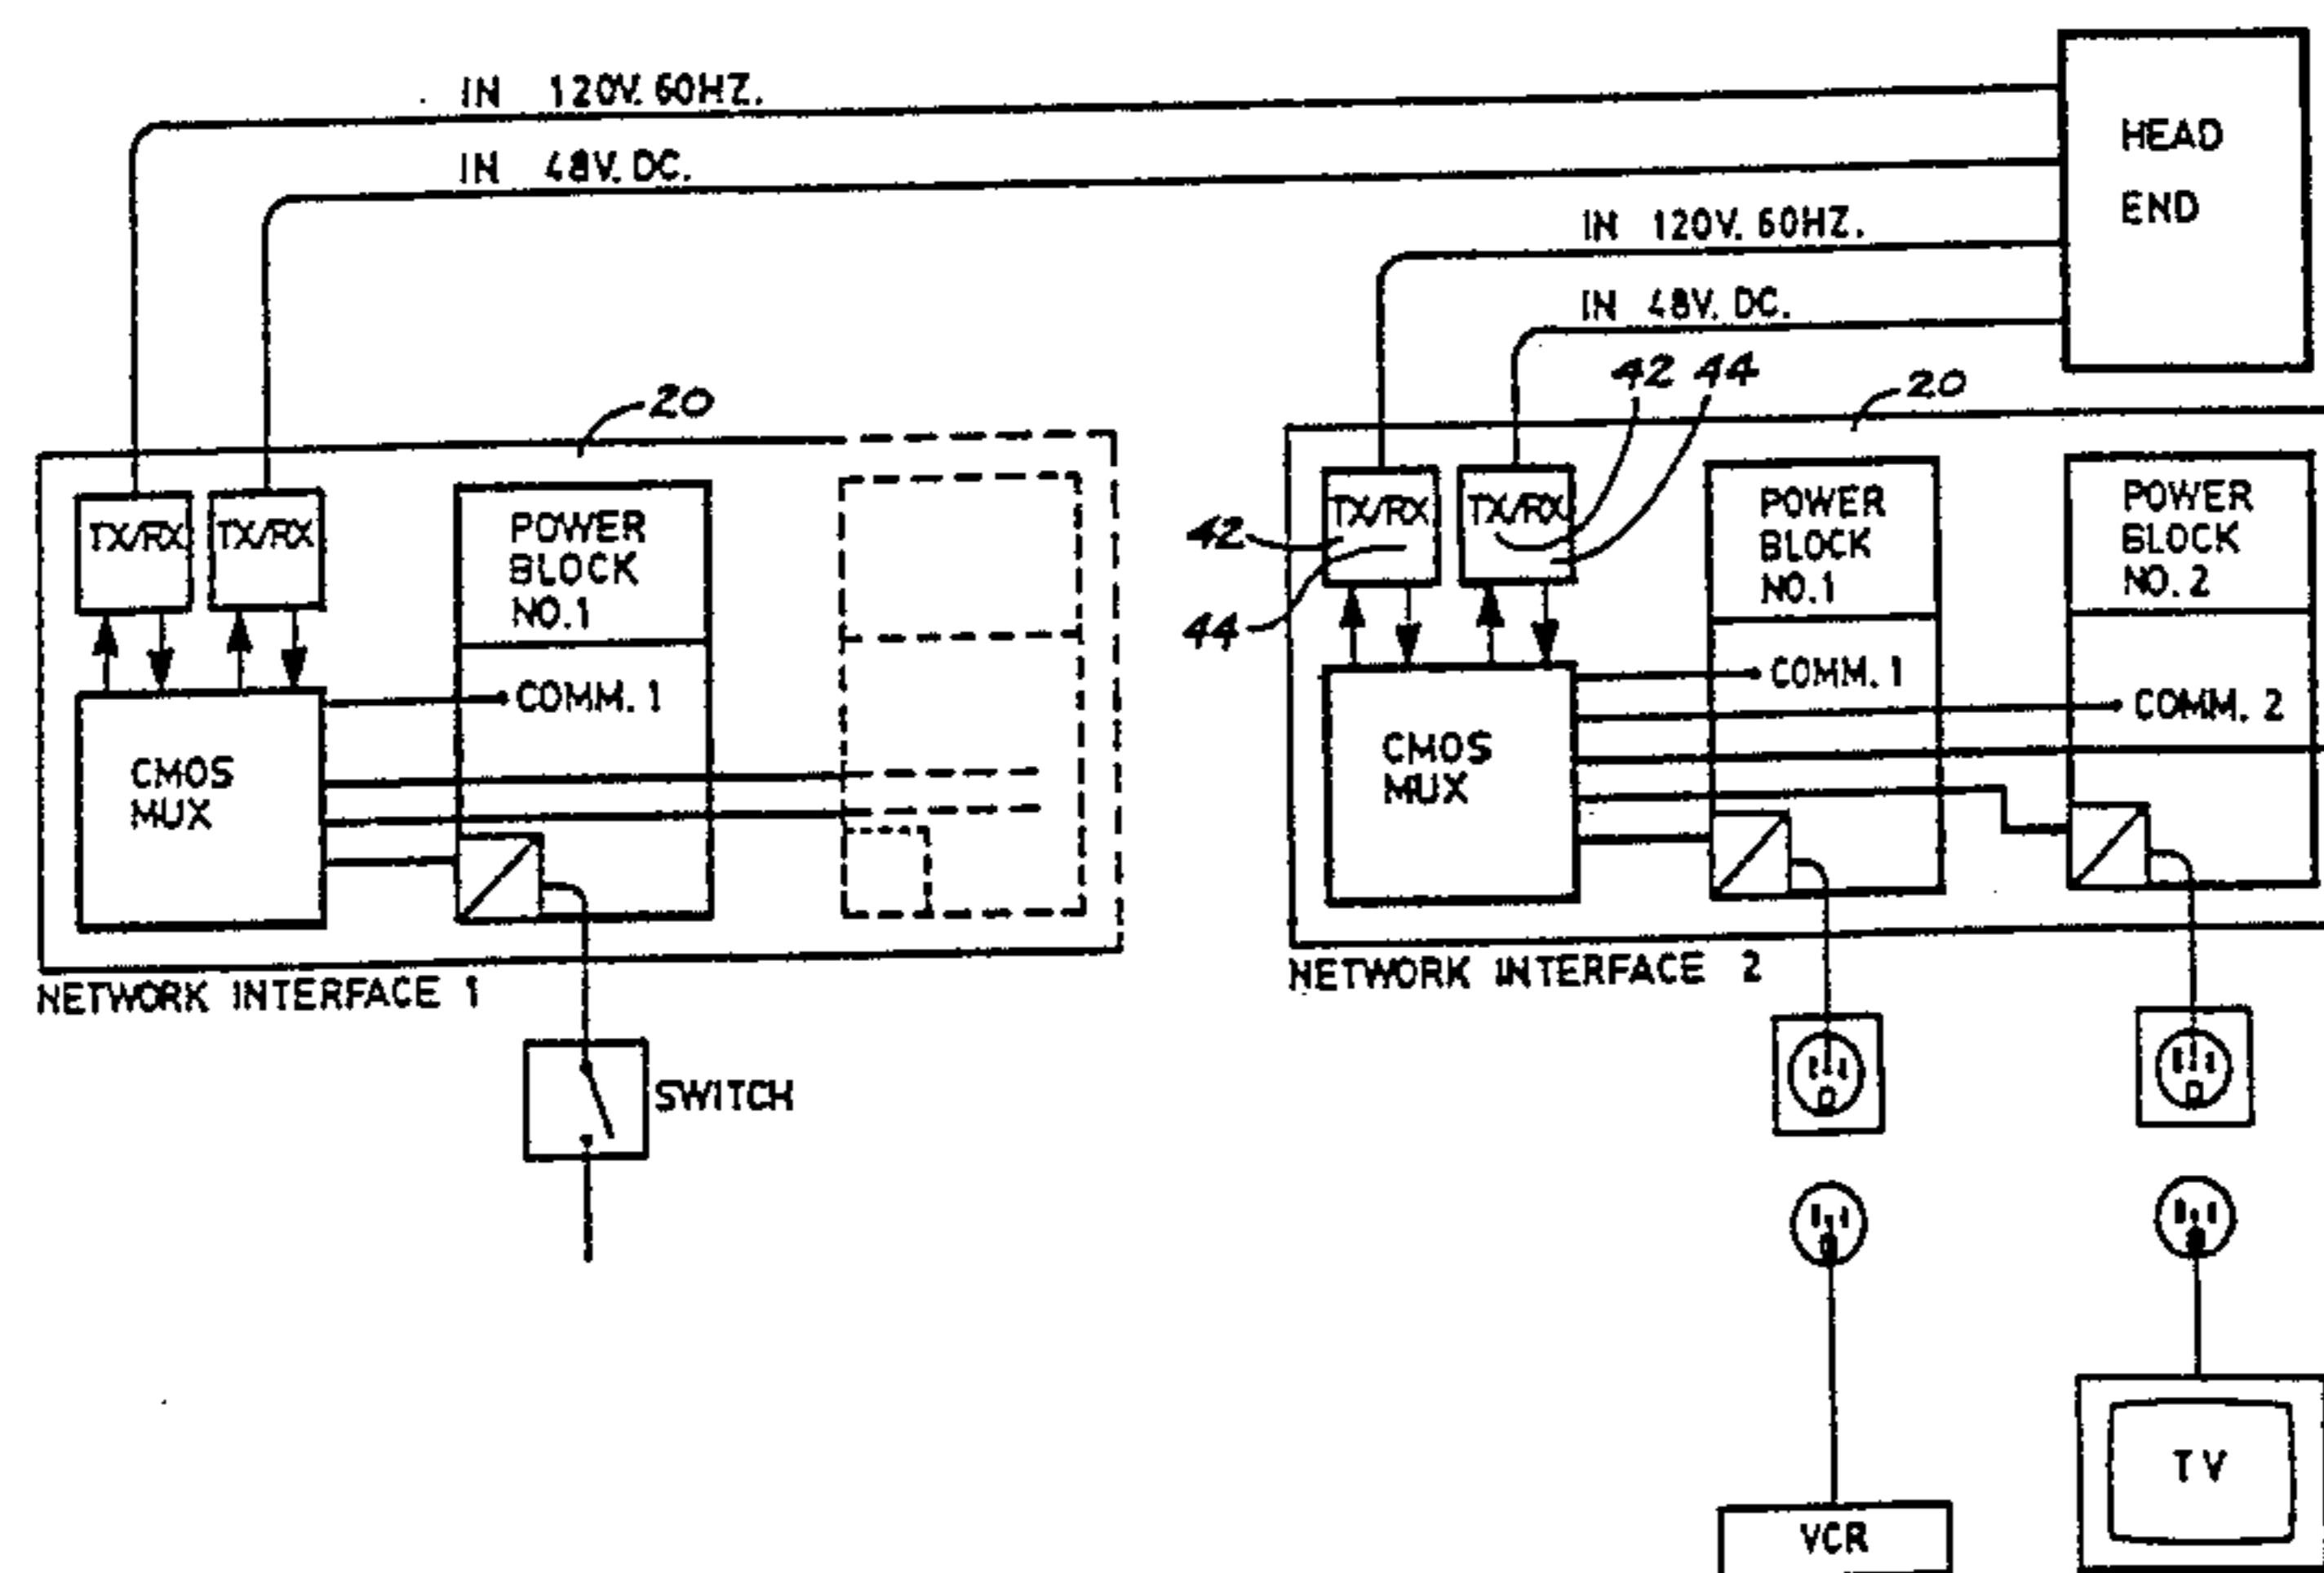 IN 120V. 60HZ.
IN 48V. DC.
HEAD
END
IN 120V. 60HZ.
IN 48V. DC.
20
42 44
20
TX/RX TX/RX
POWER
BLOCK
NO.1
COMM. 1
CMOS
MUX
NETWORK INTERFACE 1
SWITCH
42
44
TX/RX TX/RX
POWER
BLOCK
NO.1
POWER
BLOCK
NO. 2
COMM. 1
COMM. 2
CMOS
MUX
NETWORK INTERFACE 2
VCR
TV